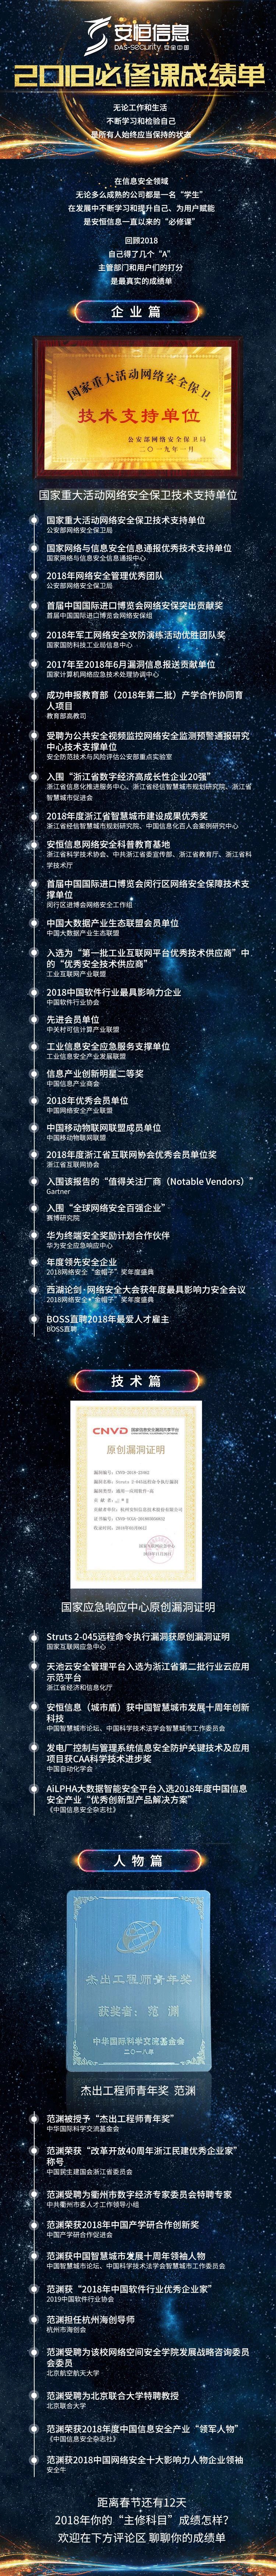 安恒信息
DAS-security 安全中国
2018必修课成绩单
无论工作和生活
不断学习和检验自己
是所有人始终应当保持的状态
在信息安全领域
无论多么成熟的公司都是一名“学生”
在发展中不断学习和提升自己、为用户赋能
是安恒信息一直以来的“必修课”
回顾2018
自己得了几个“A”
主管部门和用户们的打分
是最真实的成绩单
企业篇
国家重大活动网络安全保卫
技术支持单位
公安部网络安全保卫局
二〇一九年一月
国家重大活动网络安全保卫技术支持单位
国家重大活动网络安全保卫技术支持单位
公安部网络安全保卫局
国家网络与信息安全信息通报优秀技术支持单位
国家网络与信息安全信息通报中心
2018年网络安全管理优秀团队
公安部网络安全保卫局
首届中国国际进口博览会网络安保突出贡献奖
首届中国国际进口博览会网络安保组
2018年军工网络安全攻防演练活动优胜团队奖
国家国防科技工业局信息中心
2017年至2018年6月漏洞信息报送贡献单位
国家计算机网络应急技术处理协调中心
成功申报教育部（2018年第二批）产学合作协同育
人项目
教育部高教司
受聘为公共安全视频监控网络安全监测预警通报研究
中心技术支撑单位
安全防范技术与风险评估公安部重点实验室
入围“浙江省数字经济高成长性企业20强”
浙江省信息化推进服务中心、浙江省经信智慧城市规划研究院、浙江省
智慧城市促进会
2018年度浙江省智慧城市建设成果优秀奖
浙江省经信智慧城市规划研究院、中国信息化百人会案例研究中心
安恒信息网络安全科普教育基地
浙江省科学技术协会、中共浙江省委宣传部、浙江省教育厅、浙江省科
学技术厅
首届中国国际进口博览会闵行区网络安全保障技术支
撑单位
闵行区进博会网络安全工作组
中国大数据产业生态联盟会员单位
中国大数据产业生态联盟
入选为“第一批工业互联网平台优秀技术供应商”中
的“优秀安全技术供应商”
工业互联网产业联盟
2018中国软件行业最具影响力企业
中国软件行业协会
先进会员单位
中关村可信计算产业联盟
工业信息安全应急服务支撑单位
工业信息安全产业发展联盟
信息产业创新明星二等奖
中国信息产业商会
2018年优秀会员单位
中国网络安全产业联盟
中国移动物联网联盟成员单位
中国移动物联网联盟
2018年度浙江省互联网协会优秀会员单位奖
浙江省互联网协会
入围该报告的“值得关注厂商（Notable Vendors）”
Gartner
入围“全球网络安全百强企业”
赛博研究院
华为终端安全奖励计划合作伙伴
华为安全应急响应中心
年度领先安全企业
2018网络安全“金帽子”奖年度盛典
西湖论剑·网络安全大会获年度最具影响力安全会议
2018网络安全“金帽子”奖年度盛典
BOSS直聘2018年最爱人才雇主
BOSS直聘
技术篇
CNVD 国家信息安全漏洞共享平台
原创漏洞证明
国家应急响应中心原创漏洞证明
Struts 2-045远程命令执行漏洞获原创漏洞证明
国家互联网应急中心
天池云安全管理平台入选为浙江省第二批行业云应用
示范平台
浙江省经济和信息化厅
安恒信息（城市盾）获中国智慧城市发展十周年创新
科技
中国智慧城市论坛、中国科学技术法学会智慧城市工作委员会
发电厂控制与管理系统信息安全防护关键技术及应用
项目获CAA科学技术进步奖
中国自动化学会
AiLPHA大数据智能安全平台入选2018年度中国信息
安全产业“优秀创新型产品解决方案”
《中国信息安全杂志社》
人物篇
杰出工程师青年奖
获奖者：范 渊
中华国际科学交流基金会
二〇一八年
杰出工程师青年奖 范渊
范渊被授予“杰出工程师青年奖”
中华国际科学交流基金会
范渊荣获“改革开放40周年浙江民建优秀企业家”
称号
中国民主建国会浙江省委员会
范渊受聘为衢州市数字经济专家委员会特聘专家
中共衢州市委人才工作领导小组
范渊荣获2018年中国产学研合作创新奖
中国产学研合作促进会
范渊获中国智慧城市发展十周年领袖人物
中国智慧城市论坛、中国科学技术法学会智慧城市工作委员会
范渊获“2018年中国软件行业优秀企业家”
2019中国软件行业协会
范渊担任杭州海创导师
杭州市海创会
范渊受聘为该校网络空间安全学院发展战略咨询委员
会委员
北京航空航天大学
范渊受聘为北京联合大学特聘教授
北京联合大学
范渊荣获2018年度中国信息安全产业“领军人物”
《中国信息安全杂志社》
范渊获2018中国网络安全十大影响力人物企业领袖
安全牛
距离春节还有12天
2018年你的“主修科目”成绩怎样？
欢迎在下方评论区 聊聊你的成绩单